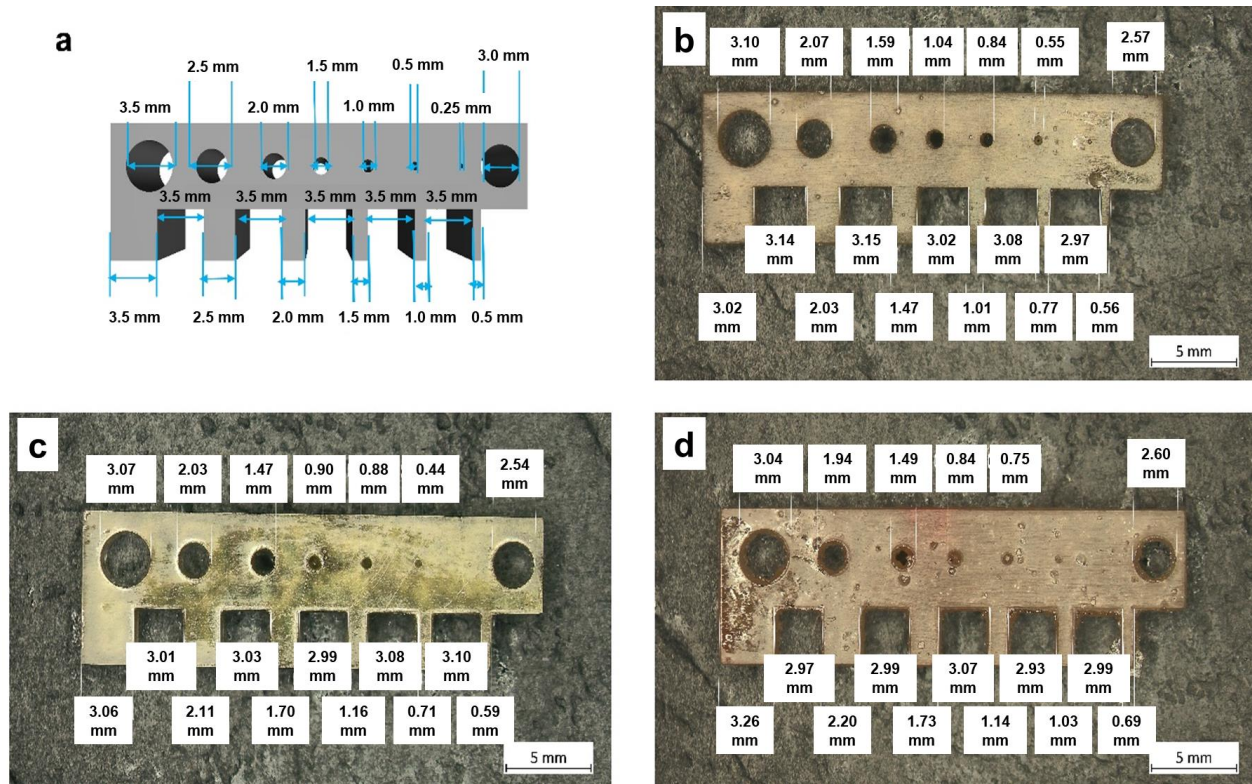 a
3.0 mm
2.5 mm
1.5 mm
0.5 mm
3.5 mm
2.0 mm
1.0 mm
0.25 mm
3.5 mm
3.5 mm
3.5 mm
3.5 mm
3.5 mm
3.5 mm
2.5 mm
2.0 mm
1.5 mm
1.0 mm
0.5 mm
b
3.10
mm
2.07
mm
1.59
mm
1.04
mm
0.84
mm
0.55
mm
2.57
mm
3.14
mm
3.15
mm
3.02
mm
3.08
mm
2.97
mm
3.02
mm
2.03
mm
1.47
mm
1.01
mm
0.77
mm
0.56
mm
5 mm
c
3.07
mm
2.03
mm
1.47
mm
0.90
mm
0.88
mm
0.44
mm
2.54
mm
3.01
mm
3.03
mm
2.99
mm
3.08
mm
3.10
mm
3.06
mm
2.11
mm
1.70
mm
1.16
mm
0.71
mm
0.59
mm
5 mm
d
3.04
mm
1.94
mm
1.49
mm
0.84
mm
0.75
mm
2.60
mm
2.97
mm
2.99
mm
3.07
mm
2.93
mm
2.99
mm
3.26
mm
2.20
mm
1.73
mm
1.14
mm
1.03
mm
0.69
mm
5 mm